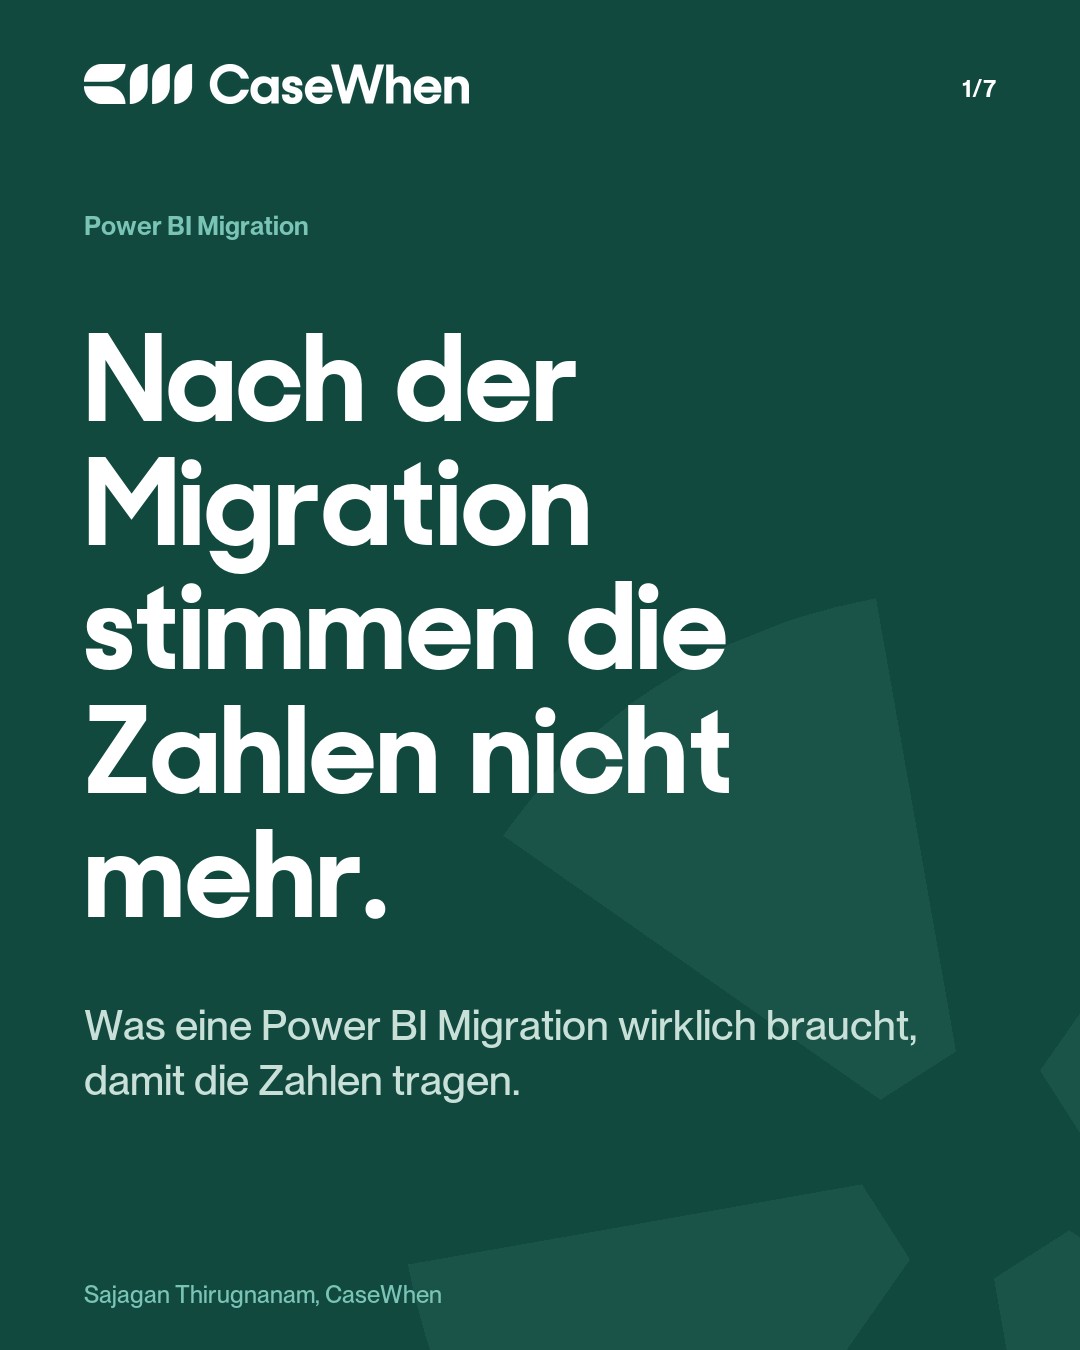 CaseWhen
1/7
Power BI Migration
Nach der
Migration
stimmen die
Zahlen nicht
mehr.
Was eine Power BI Migration wirklich braucht,
damit die Zahlen tragen.
Sajagan Thirugnanam, CaseWhen